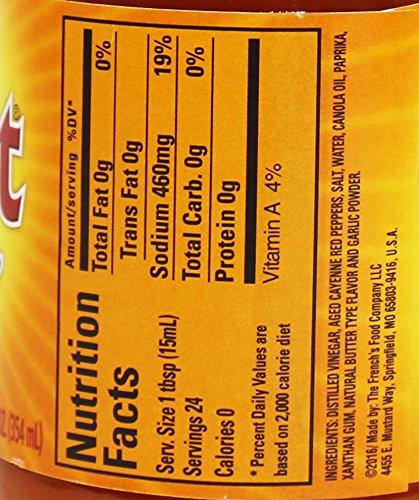 t®
Z. (354 mL)
Nutrition
Facts
Serv. Size 1 tbsp (15mL)
Servings 24
Calories 0
* Percent Daily Values are
based on 2,000 calorie diet
Amount/serving %DV*
Total Fat 0g 0%
Trans Fat 0g
Sodium 460mg 19%
Total Carb. 0g 0%
Protein 0g
Vitamin A 4%
INGREDIENTS: DISTILLED VINEGAR, AGED CAYENNE RED PEPPERS, SALT, WATER, CANOLA OIL, PAPRIKA,
XANTHAN GUM, NATURAL BUTTER TYPE FLAVOR AND GARLIC POWDER.
©2016/ Made by: The French's Food Company LLC
4455 E. Mustard Way, Springfield, MO 65803-9416, U.S.A.